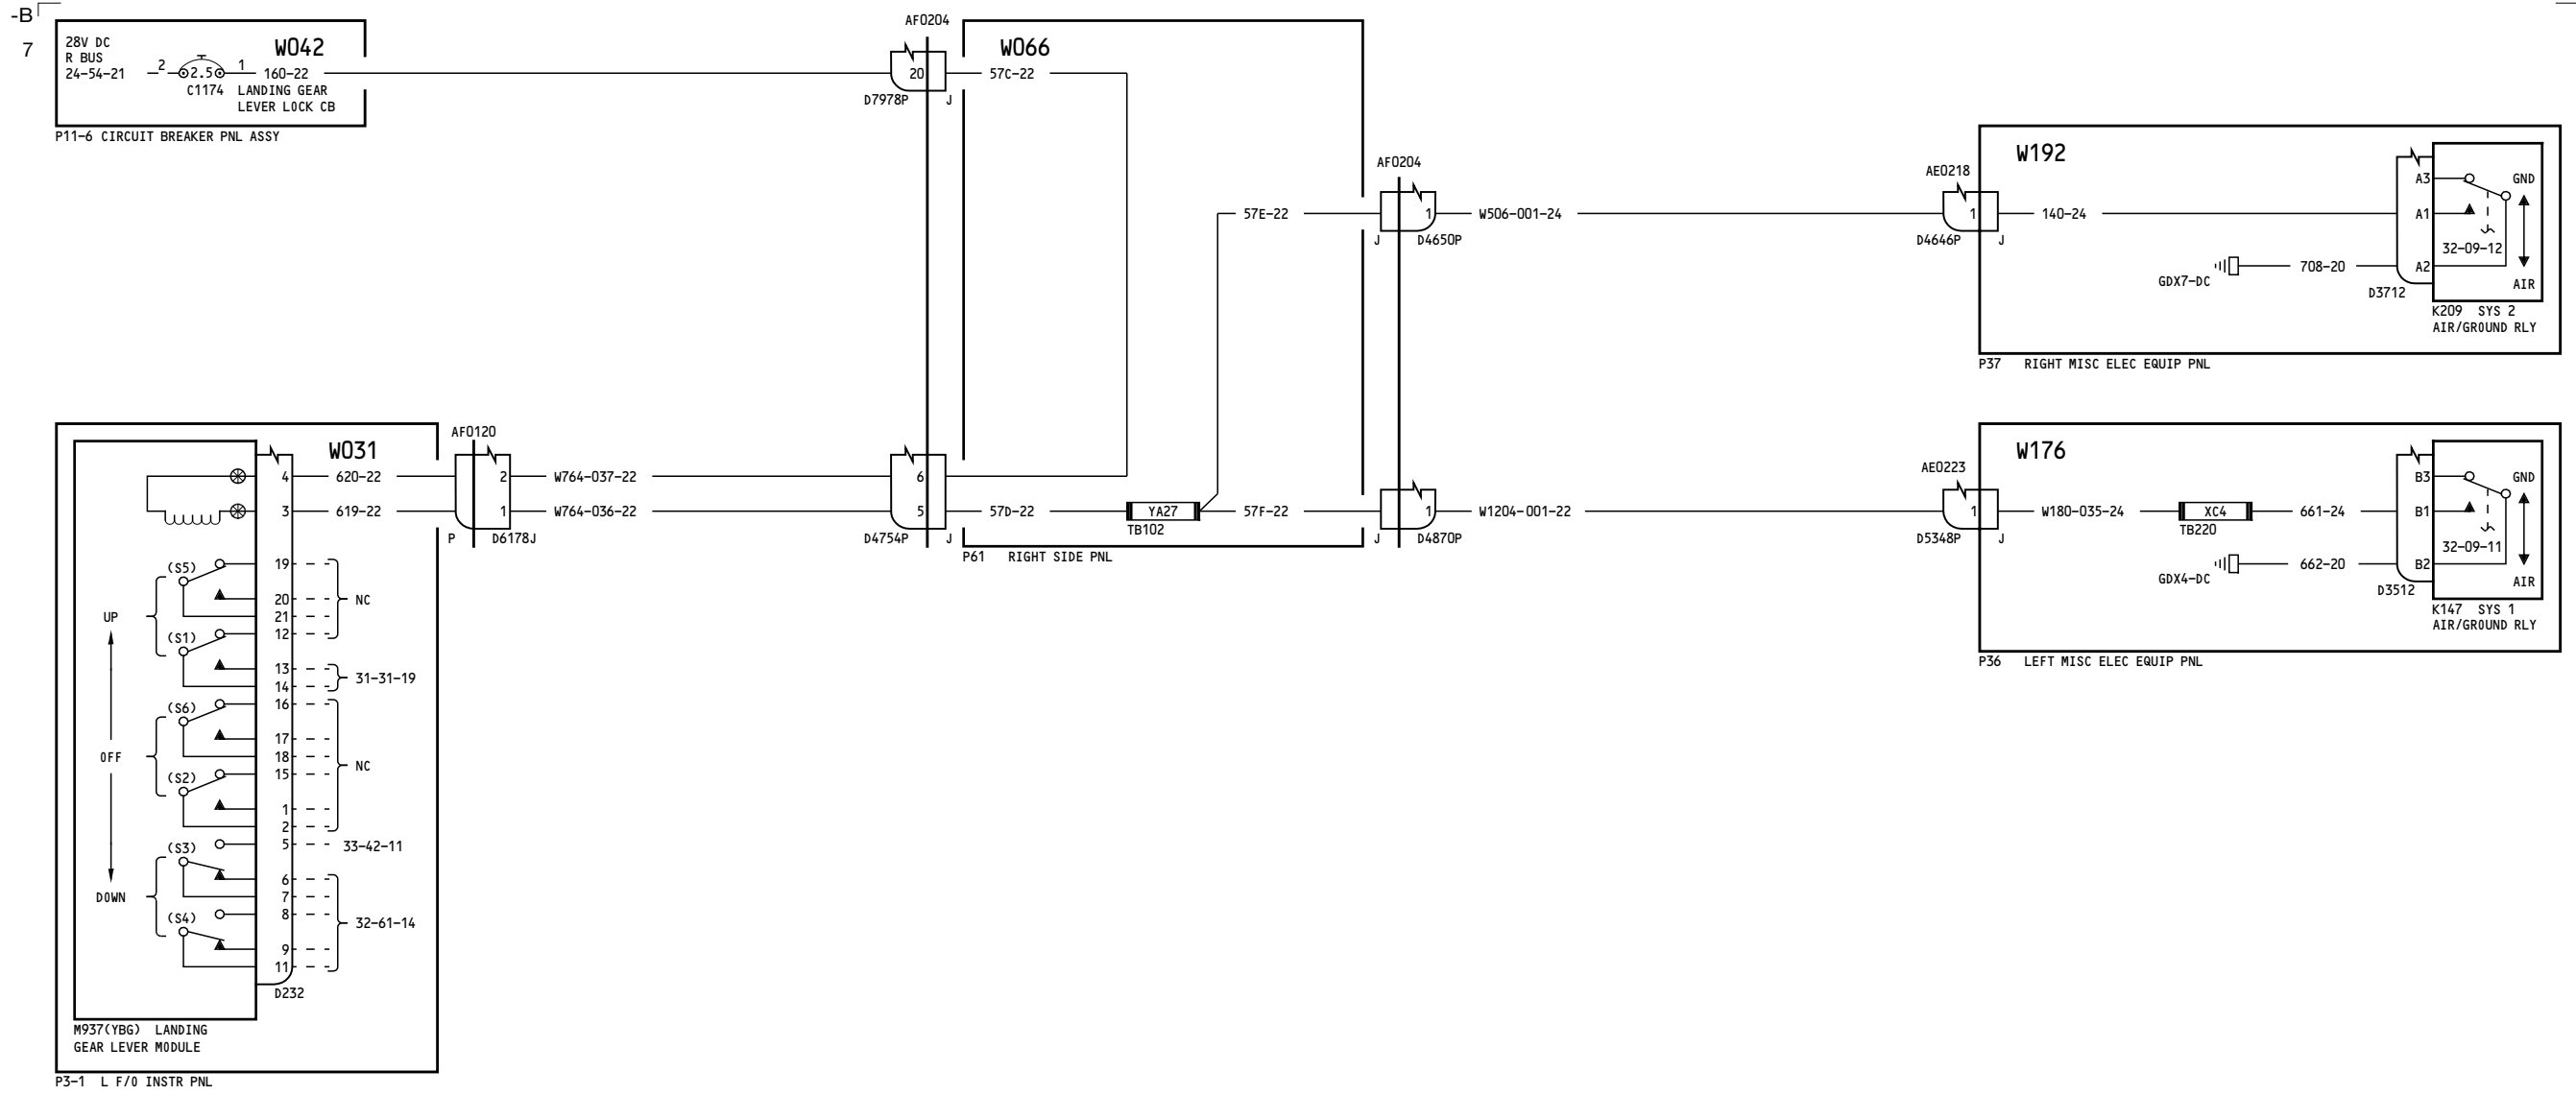 -B
7
28V DC
R BUS
24-54-21
2
2.5
1
160-22
C1174
LANDING GEAR
LEVER LOCK CB
W042
P11-6 CIRCUIT BREAKER PNL ASSY
AF0204
20
D7978P
J
W066
57C-22
AF0204
57E-22
1
J
D4650P
W506-001-24
AE0218
1
D4646P
J
W192
140-24
A3
A1
A2
GND
32-09-12
AIR
GDX7-DC
708-20
D3712
K209 SYS 2
AIR/GROUND RLY
P37 RIGHT MISC ELEC EQUIP PNL
W031
AF0120
4
620-22
2
W764-037-22
6
3
619-22
1
W764-036-22
5
57D-22
YA27
TB102
57F-22
1
W1204-001-22
P
D6178J
D4754P
J
P61 RIGHT SIDE PNL
J
D4870P
AE0223
1
D5348P
J
W176
W180-035-24
XC4
TB220
661-24
B3
B1
B2
GND
32-09-11
AIR
GDX4-DC
662-20
D3512
K147 SYS 1
AIR/GROUND RLY
P36 LEFT MISC ELEC EQUIP PNL
(S5)
19
20
21
NC
UP
(S1)
12
13
14
31-31-19
(S6)
16
17
18
OFF
NC
(S2)
15
1
2
(S3)
5
33-42-11
6
7
DOWN
(S4)
8
32-61-14
9
11
D232
M937(YBG) LANDING
GEAR LEVER MODULE
P3-1 L F/O INSTR PNL